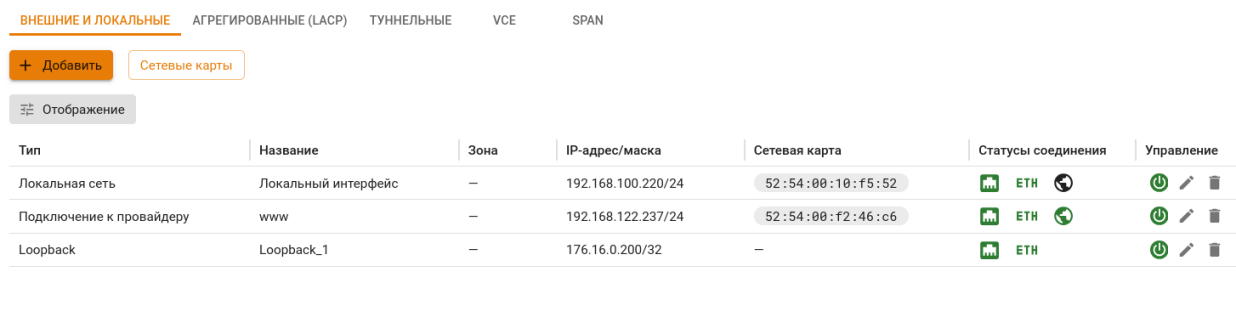 ВНЕШНИЕ И ЛОКАЛЬНЫЕ АГРЕГИРОВАННЫЕ (LACP) ТУННЕЛЬНЫЕ VCE SPAN
+ Добавить Сетевые карты
Отображение
Тип Название Зона IP-адрес/маска Сетевая карта Статусы соединения Управление
Локальная сеть Локальный интерфейс — 192.168.100.220/24 52:54:00:10:f5:52 ETH
Подключение к провайдеру www — 192.168.122.237/24 52:54:00:f2:46:c6 ETH
Loopback Loopback_1 — 176.16.0.200/32 — ETH